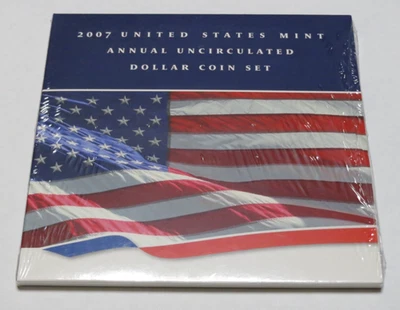 2007 UNITED STATES MINT
ANNUAL UNCIRCULATED
DOLLAR COIN SET